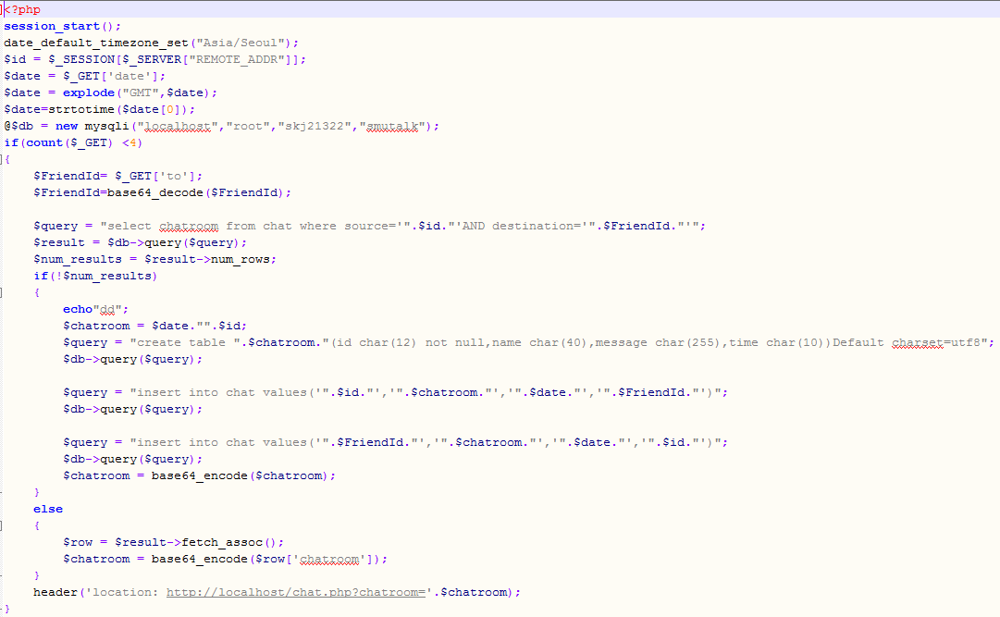 <?php
session_start();
date_default_timezone_set("Asia/Seoul");
$id = $_SESSION[$_SERVER["REMOTE_ADDR"]];
$date = $_GET['date'];
$date = explode("GMT",$date);
$date=strtotime($date[0]);
@$db = new mysqli("localhost","root","skj21322","smutalk");
if(count($_GET) <4)
{
$FriendId= $_GET['to'];
$FriendId=base64_decode($FriendId);
$query = "select chatroom from chat where source='".$id."'AND destination='".$FriendId."'";
$result = $db->query($query);
$num_results = $result->num_rows;
if(!$num_results)
{
echo"dd";
$chatroom = $date."".$id;
$query = "create table ".$chatroom."(id char(12) not null,name char(40),message char(255),time char(10))Default charset=utf8";
$db->query($query);
$query = "insert into chat values('".$id."','".$chatroom."','".$date."','".$FriendId."')";
$db->query($query);
$query = "insert into chat values('".$FriendId."','".$chatroom."','".$date."','".$id."')";
$db->query($query);
$chatroom = base64_encode($chatroom);
}
else
{
$row = $result->fetch_assoc();
$chatroom = base64_encode($row['chatroom']);
}
header('location: http://localhost/chat.php?chatroom='.$chatroom);
}